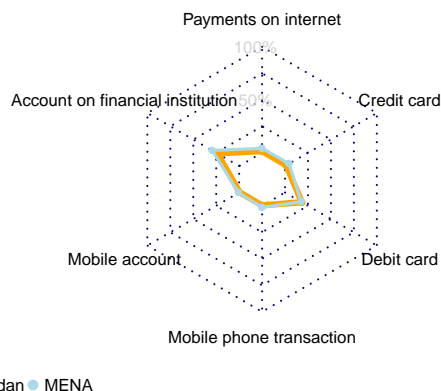 Payments on internet
100%
Account on financial institution
50%
Credit card
Mobile account
Debit card
Mobile phone transaction
dan MENA